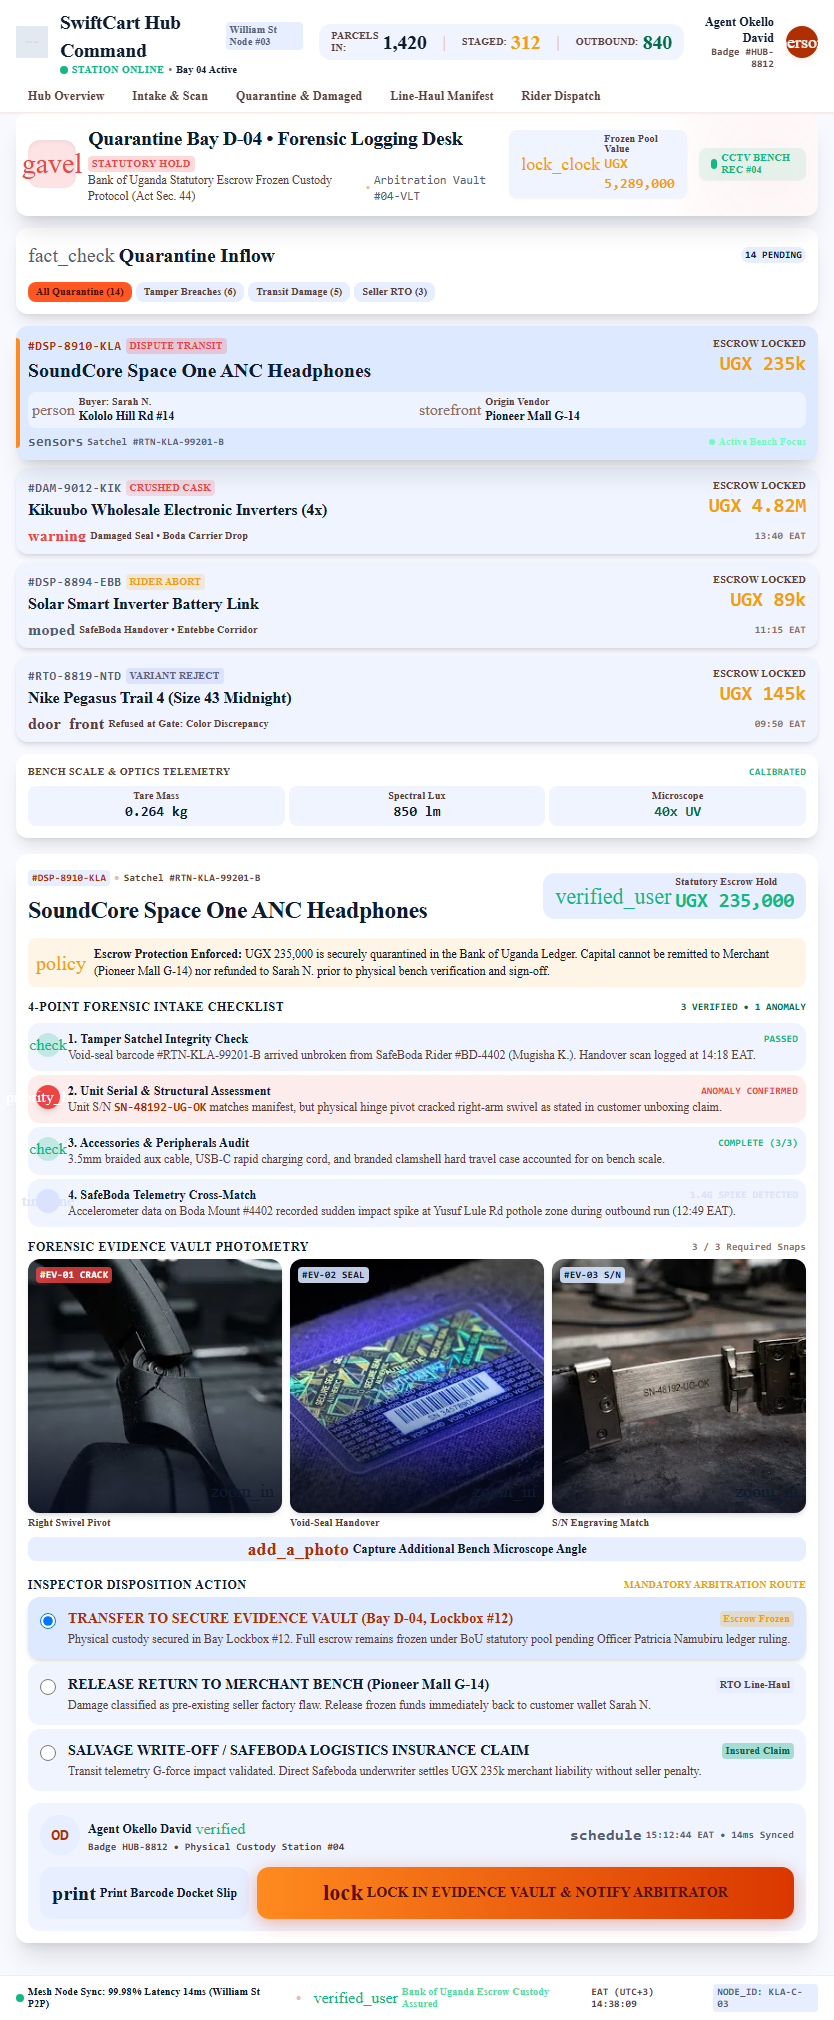 SwiftCart Hub Command
William St Node #03
STATION ONLINE • Bay 04 Active
PARCELS IN: 1,420
STAGED: 312
OUTBOUND: 840
Agent Okello David
Badge #HUB-8812
Hub Overview
Intake & Scan
Quarantine & Damaged
Line-Haul Manifest
Rider Dispatch
gavel
Quarantine Bay D-04 • Forensic Logging Desk
STATUTORY HOLD
Bank of Uganda Statutory Escrow Frozen Custody Protocol (Act Sec. 44)
• Arbitration Vault #04-VLT
lock_clock
Frozen Pool Value
UGX 5,289,000
CCTV BENCH REC #04
fact_check Quarantine Inflow
14 PENDING
All Quarantine (14)
Tamper Breaches (6)
Transit Damage (5)
Seller RTO (3)
#DSP-8910-KLA DISPUTE TRANSIT
ESCROW LOCKED
SoundCore Space One ANC Headphones
UGX 235k
person
Buyer: Sarah N.
Kololo Hill Rd #14
storefront
Origin Vendor
Pioneer Mall G-14
sensors Satchel #RTN-KLA-99201-B
Active Bench Focus
#DAM-9012-KIK CRUSHED CASK
ESCROW LOCKED
Kikuubo Wholesale Electronic Inverters (4x)
UGX 4.82M
warning Damaged Seal • Boda Carrier Drop
13:40 EAT
#DSP-8894-EBB RIDER ABORT
ESCROW LOCKED
Solar Smart Inverter Battery Link
UGX 89k
moped SafeBoda Handover • Entebbe Corridor
11:15 EAT
#RTO-8819-NTD VARIANT REJECT
ESCROW LOCKED
Nike Pegasus Trail 4 (Size 43 Midnight)
UGX 145k
door_front Refused at Gate: Color Discrepancy
09:50 EAT
BENCH SCALE & OPTICS TELEMETRY
CALIBRATED
Tare Mass
0.264 kg
Spectral Lux
850 lm
Microscope
40x UV
#DSP-8910-KLA • Satchel #RTN-KLA-99201-B
SoundCore Space One ANC Headphones
verified_user
Statutory Escrow Hold
UGX 235,000
policy
Escrow Protection Enforced: UGX 235,000 is securely quarantined in the Bank of Uganda Ledger. Capital cannot be remitted to Merchant
(Pioneer Mall G-14) nor refunded to Sarah N. prior to physical bench verification and sign-off.
4-POINT FORENSIC INTAKE CHECKLIST
3 VERIFIED • 1 ANOMALY
check
1. Tamper Satchel Integrity Check
PASSED
Void-seal barcode #RTN-KLA-99201-B arrived unbroken from SafeBoda Rider #BD-4402 (Mugisha K.). Handover scan logged at 14:18 EAT.
2. Unit Serial & Structural Assessment
ANOMALY CONFIRMED
Unit S/N SN-48192-UG-OK matches manifest, but physical hinge pivot cracked right-arm swivel as stated in customer unboxing claim.
check
3. Accessories & Peripherals Audit
COMPLETE (3/3)
3.5mm braided aux cable, USB-C rapid charging cord, and branded clamshell hard travel case accounted for on bench scale.
4. SafeBoda Telemetry Cross-Match
1.4G SPIKE DETECTED
Accelerometer data on Boda Mount #4402 recorded sudden impact spike at Yusuf Lule Rd pothole zone during outbound run (12:49 EAT).
FORENSIC EVIDENCE VAULT PHOTOMETRY
3 / 3 Required Snaps
#EV-01 CRACK
zoom_in
Right Swivel Pivot
#EV-02 SEAL
zoom_in
Void-Seal Handover
#EV-03 S/N
SN-48192-UG-OK
zoom_in
S/N Engraving Match
add_a_photo Capture Additional Bench Microscope Angle
INSPECTOR DISPOSITION ACTION
MANDATORY ARBITRATION ROUTE
TRANSFER TO SECURE EVIDENCE VAULT (Bay D-04, Lockbox #12)
Escrow Frozen
Physical custody secured in Bay Lockbox #12. Full escrow remains frozen under BoU statutory pool pending Officer Patricia Namubiru ledger ruling.
RELEASE RETURN TO MERCHANT BENCH (Pioneer Mall G-14)
RTO Line-Haul
Damage classified as pre-existing seller factory flaw. Release frozen funds immediately back to customer wallet Sarah N.
SALVAGE WRITE-OFF / SAFEBODA LOGISTICS INSURANCE CLAIM
Insured Claim
Transit telemetry G-force impact validated. Direct Safeboda underwriter settles UGX 235k merchant liability without seller penalty.
OD
Agent Okello David verified
Badge HUB-8812 • Physical Custody Station #04
schedule 15:12:44 EAT • 14ms Synced
print Print Barcode Docket Slip
lock LOCK IN EVIDENCE VAULT & NOTIFY ARBITRATOR
Mesh Node Sync: 99.98% Latency 14ms (William St P2P)
verified_user Bank of Uganda Escrow Custody Assured
EAT (UTC+3) 14:38:09
NODE_ID: KLA-C-03